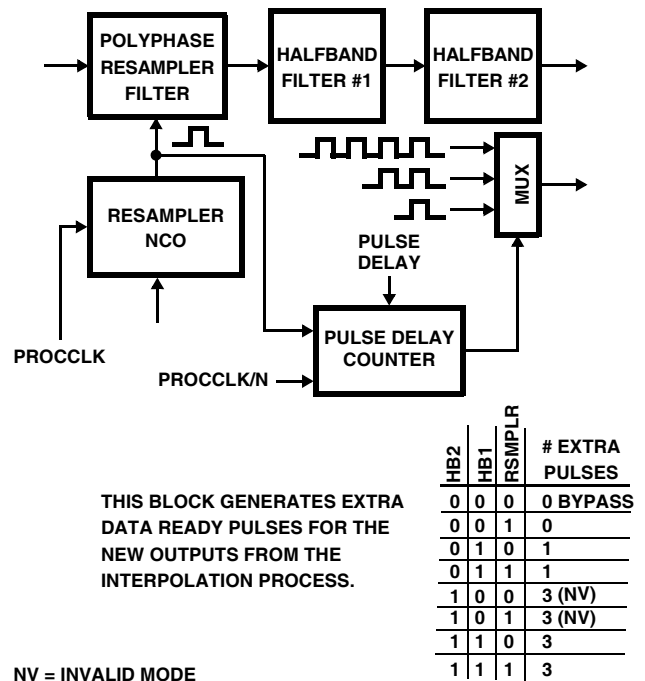 POLYPHASE
RESAMPLER
FILTER
HALFBAND
FILTER #1
HALFBAND
FILTER #2
MUX
RESAMPLER
NCO
PULSE
DELAY
PULSE DELAY
COUNTER
PROCCLK
PROCCLK/N
THIS BLOCK GENERATES EXTRA
DATA READY PULSES FOR THE
NEW OUTPUTS FROM THE
INTERPOLATION PROCESS.
HB2 HB1 RSMPLR # EXTRA PULSES
0 0 0 0 BYPASS
0 0 1 0
0 1 0 1
0 1 1 1
1 0 0 3 (NV)
1 0 1 3 (NV)
1 1 0 3
1 1 1 3
NV = INVALID MODE